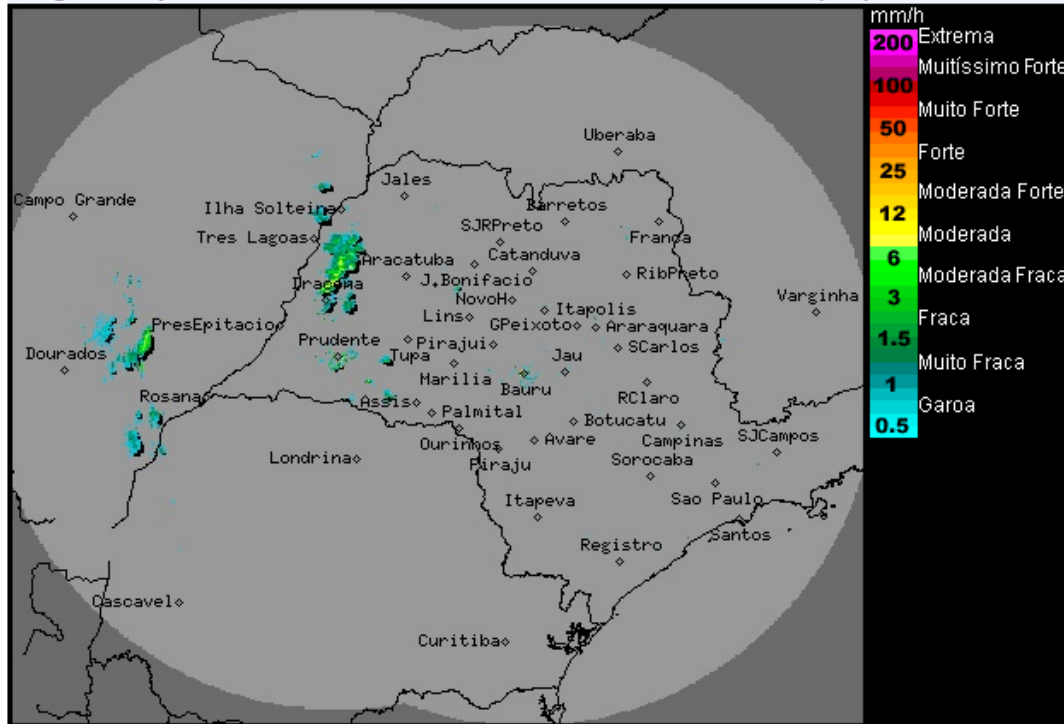 mm/h
200 Extrema
Muitíssimo Forte
100
Muito Forte
50
Forte
25
Moderada Forte
12
Moderada
6
Moderada Fraca
3
Fraca
1.5
Muito Fraca
1
Garoa
0.5
Uberaba
Jales
Campo Grande
Ilha Solteira
Barretos
SJRPreto
Franca
Tres Lagoas
Catanduva
Aracatuba
RibPreto
J.Bonifacio
Dracena
NovoH
Varginha
Itapolis
Lins
PresEpitacio
GPeixoto
Araraquara
Prudente
Pirajui
SCarlos
Dourados
Tupa
Jau
Marilia
Bauru
Rosana
RClaro
Assis
Palmital
Botucatu
Ourinhos
Avare
Campinas
SJCampos
Londrina
Piraju
Sorocaba
Itapeva
Sao Paulo
Santos
Registro
Cascavel
Curitiba